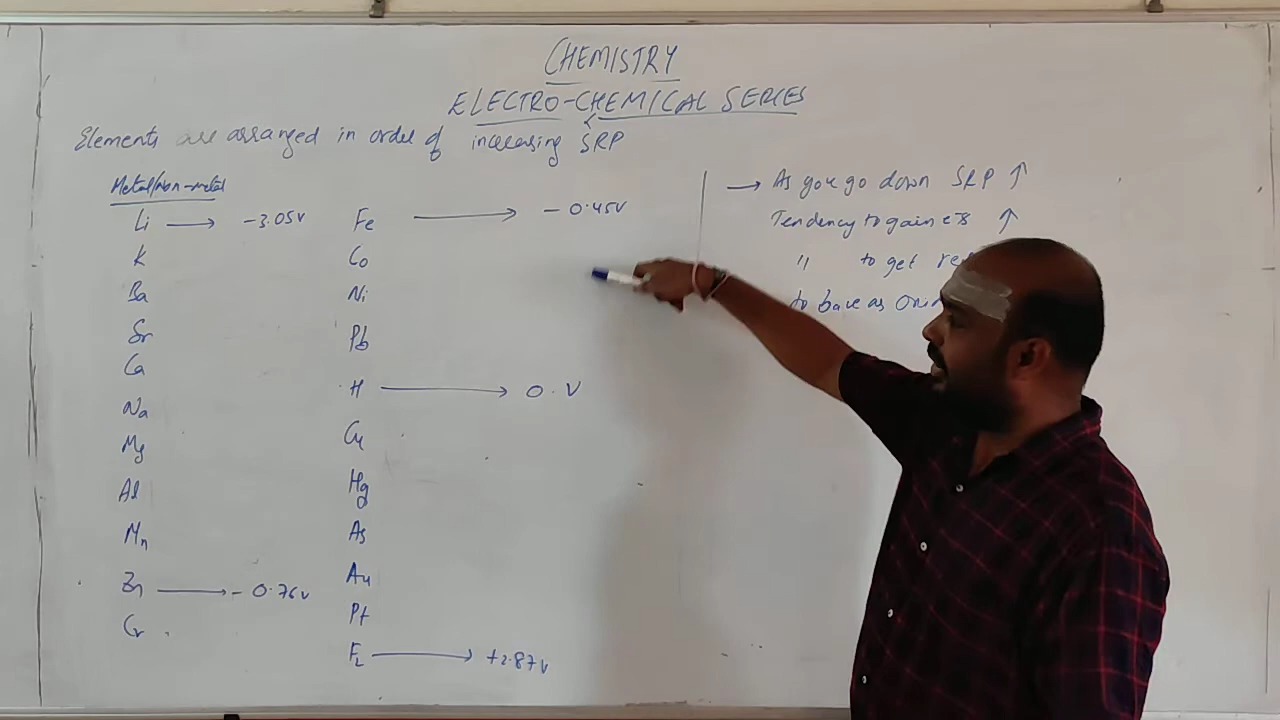 CHEMISTRY
ELECTRO-CHEMICAL SERIES
Elements are arranged in order of increasing SRP
Metal/non-metal
Li → -3.05V
K
Ba
Sr
Ca
Na
Mg
Al
Mn
Zn → - 0.76V
Cr
Fe → - 0.45V
Co
Ni
Pb
H → 0.V
Cu
Hg
As
Au
Pt
F2 → +2.87V
→ As you go down SRP ↑
Tendency to gain e-s ↑
" to get
to